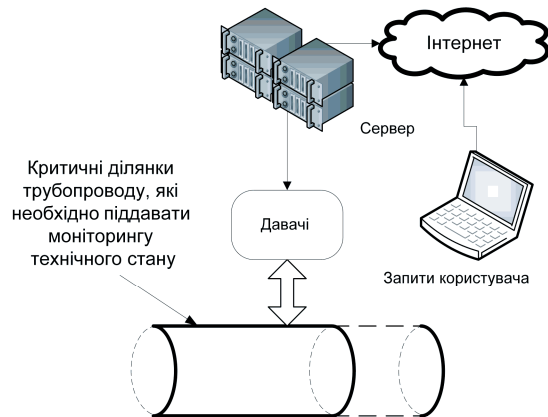 Інтернет
Сервер
Критичні ділянки
трубопроводу, які
необхідно піддавати
моніторингу
технічного стану
Давачі
Запити користувача